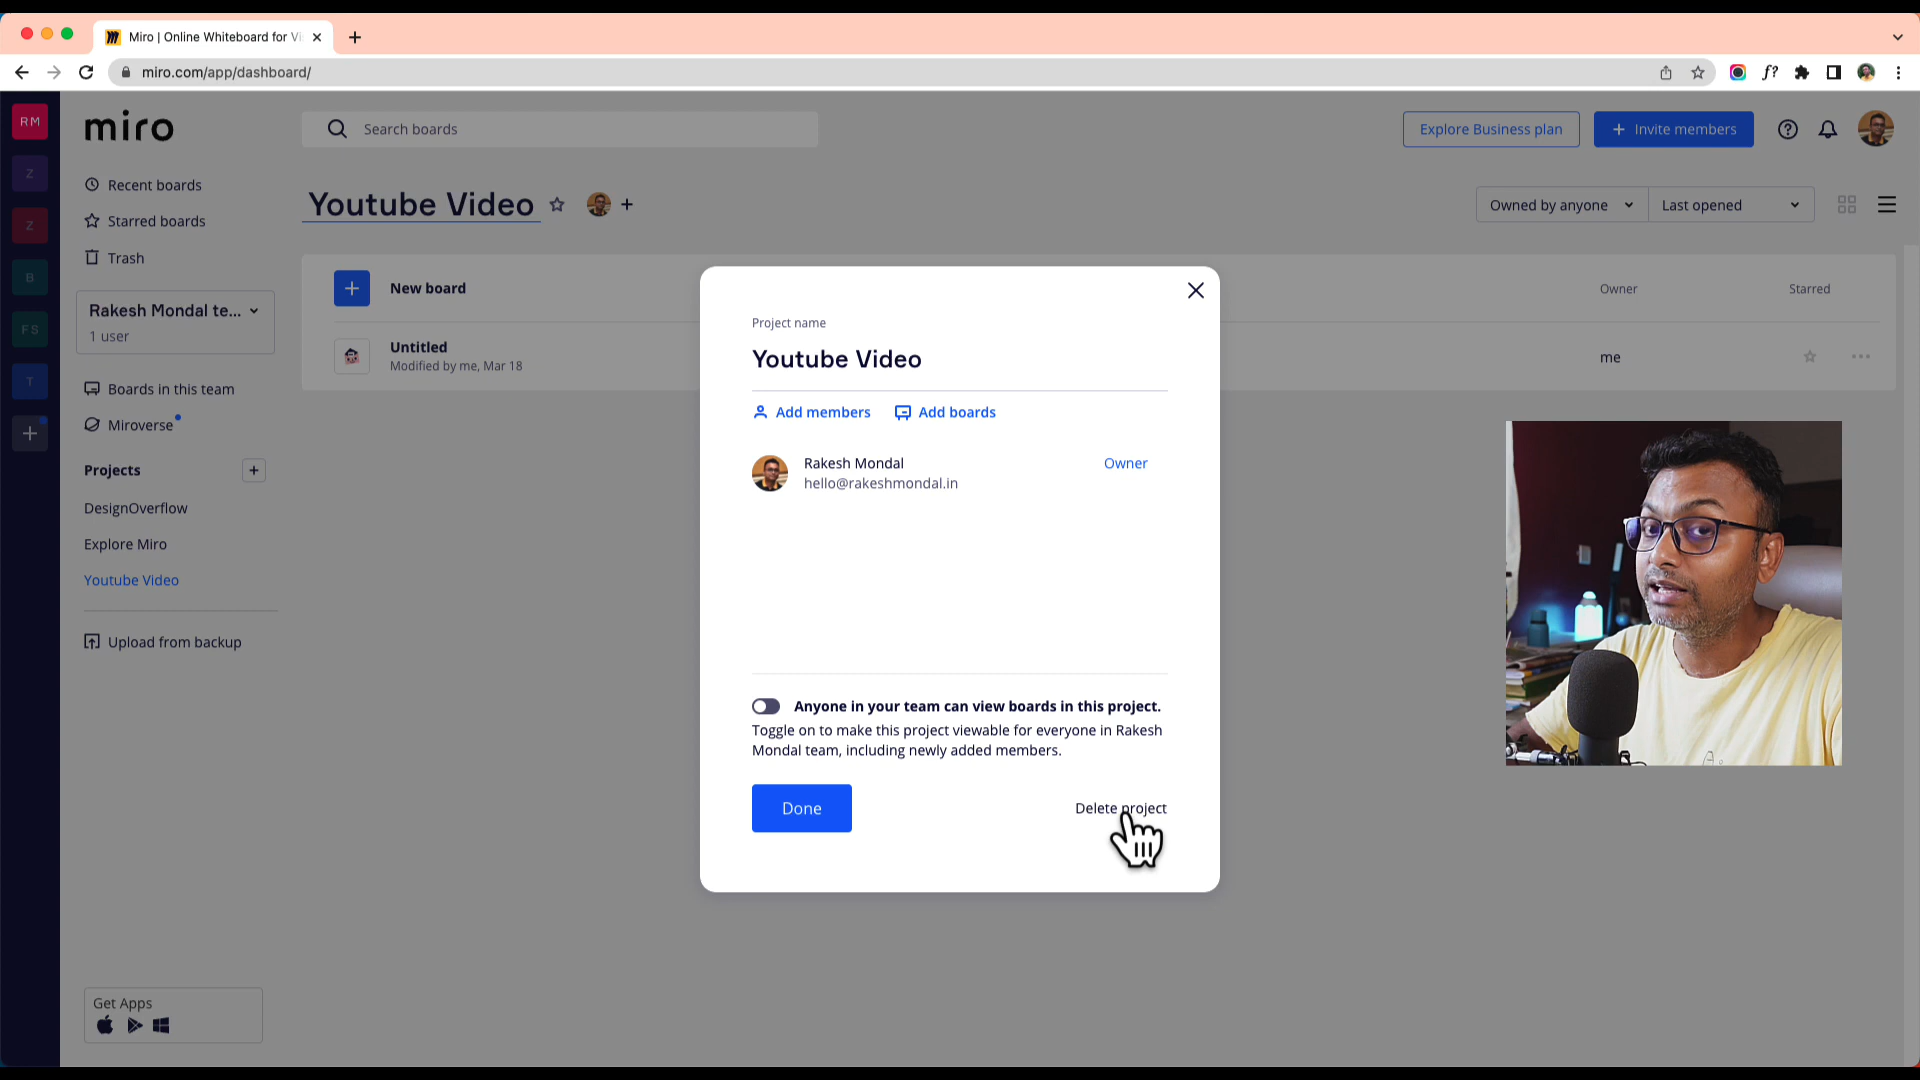 Miro | Online Whiteboard for Vi
miro.com/app/dashboard/
RM
Z
Z
B
FS
T
miro
Search boards
Explore Business plan
Invite members
Recent boards
Starred boards
Trash
Rakesh Mondal te...
1 user
Boards in this team
Miroverse
Projects
DesignOverflow
Explore Miro
Youtube Video
Upload from backup
Get Apps
Youtube Video
Owned by anyone
Last opened
New board
Owner
Starred
Untitled
Modified by me, Mar 18
me
Project name
Youtube Video
Add members
Add boards
Rakesh Mondal
Owner
hello@rakeshmondal.in
Anyone in your team can view boards in this project.
Toggle on to make this project viewable for everyone in Rakesh
Mondal team, including newly added members.
Done
Delete project